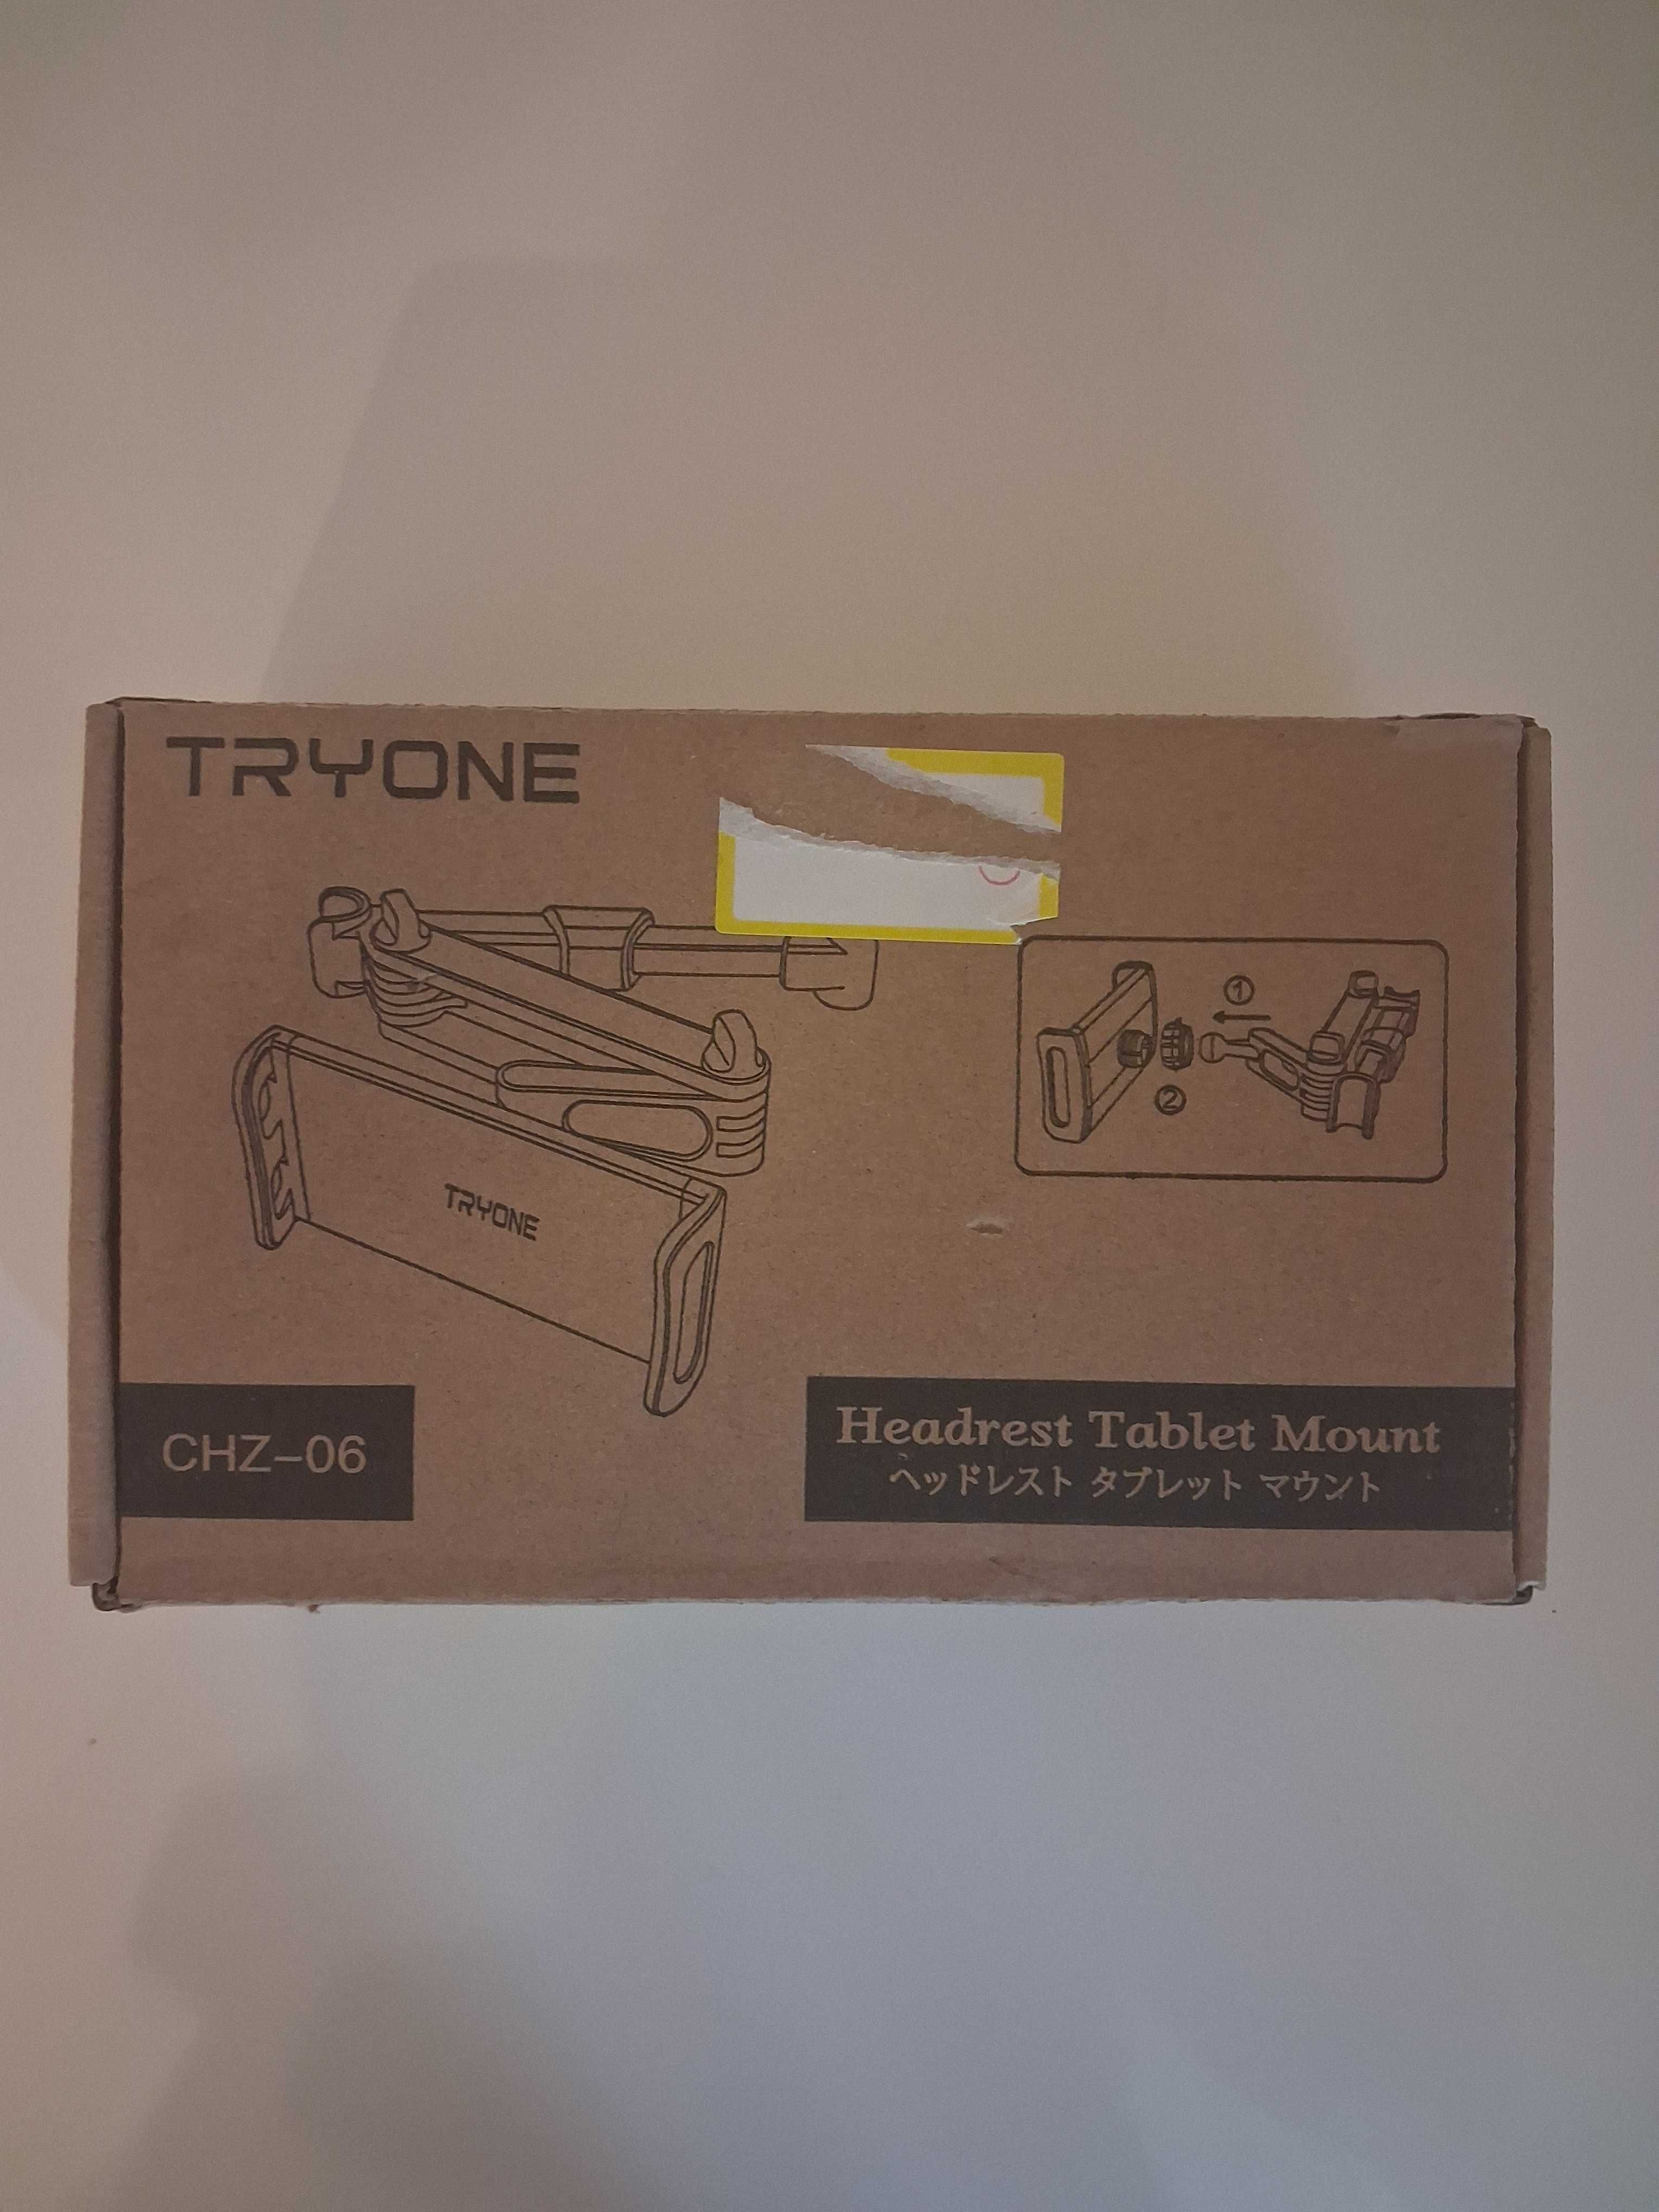 TRYONE
①
②
TRYONE
CHZ-06
Headrest Tablet Mount
ヘッドレスト タブレット マウント